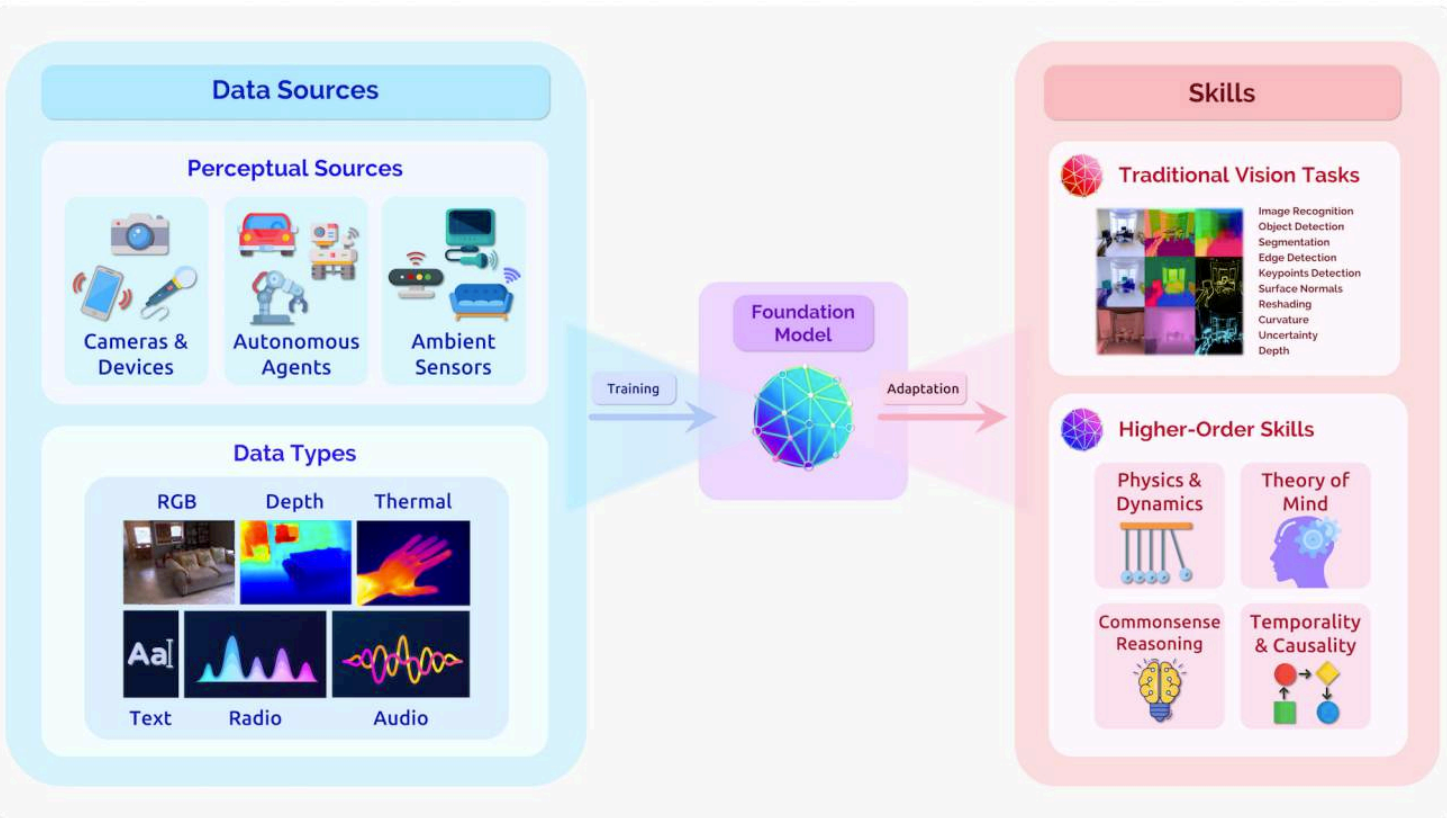 Data Sources
Perceptual Sources
Cameras &
Devices
Autonomous
Agents
Ambient
Sensors
Data Types
RGB
Depth
Thermal
Aa
Text
Radio
Audio
Training
Foundation
Model
Adaptation
Skills
Traditional Vision Tasks
Image Recognition
Object Detection
Segmentation
Edge Detection
Keypoints Detection
Surface Normals
Reshading
Curvature
Uncertainty
Depth
Higher-Order Skills
Physics &
Dynamics
Theory of
Mind
Commonsense
Reasoning
Temporality
& Causality